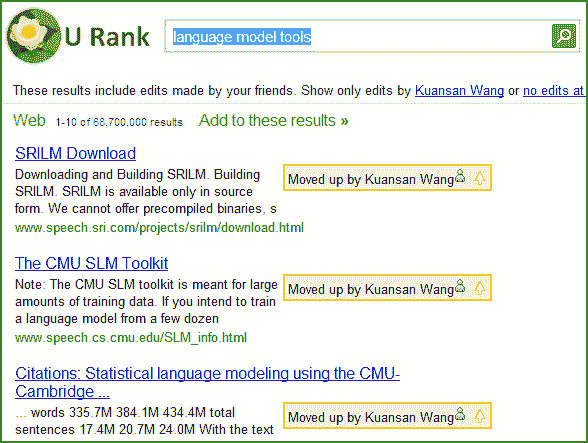 U Rank
language model tools
These results include edits made by your friends. Show only edits by Kuansan Wang or no edits at
Web 1-10 of 68,700,000 results Add to these results »
SRILM Download
Downloading and Building SRILM. Building
SRILM. SRILM is available only in source
form. We cannot offer precompiled binaries, s
www.speech.sri.com/projects/srilm/download.html
Moved up by Kuansan Wang
The CMU SLM Toolkit
Note: The CMU SLM toolkit is meant for large
amounts of training data. If you intend to train
a language model from a few dozen
www.speech.cs.cmu.edu/SLM_info.html
Moved up by Kuansan Wang
Citations: Statistical language modeling using the CMU-
Cambridge ...
... words 335.7M 384.1M 434.4M total
sentences 17.4M 20.7M 24.0M With the text
Moved up by Kuansan Wang